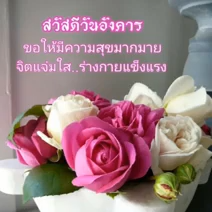 สวัสดีวันอังคาร
ขอให้มีความสุขมากมาย
จิตแจ่มใส..ร่างกายแข็งแรง